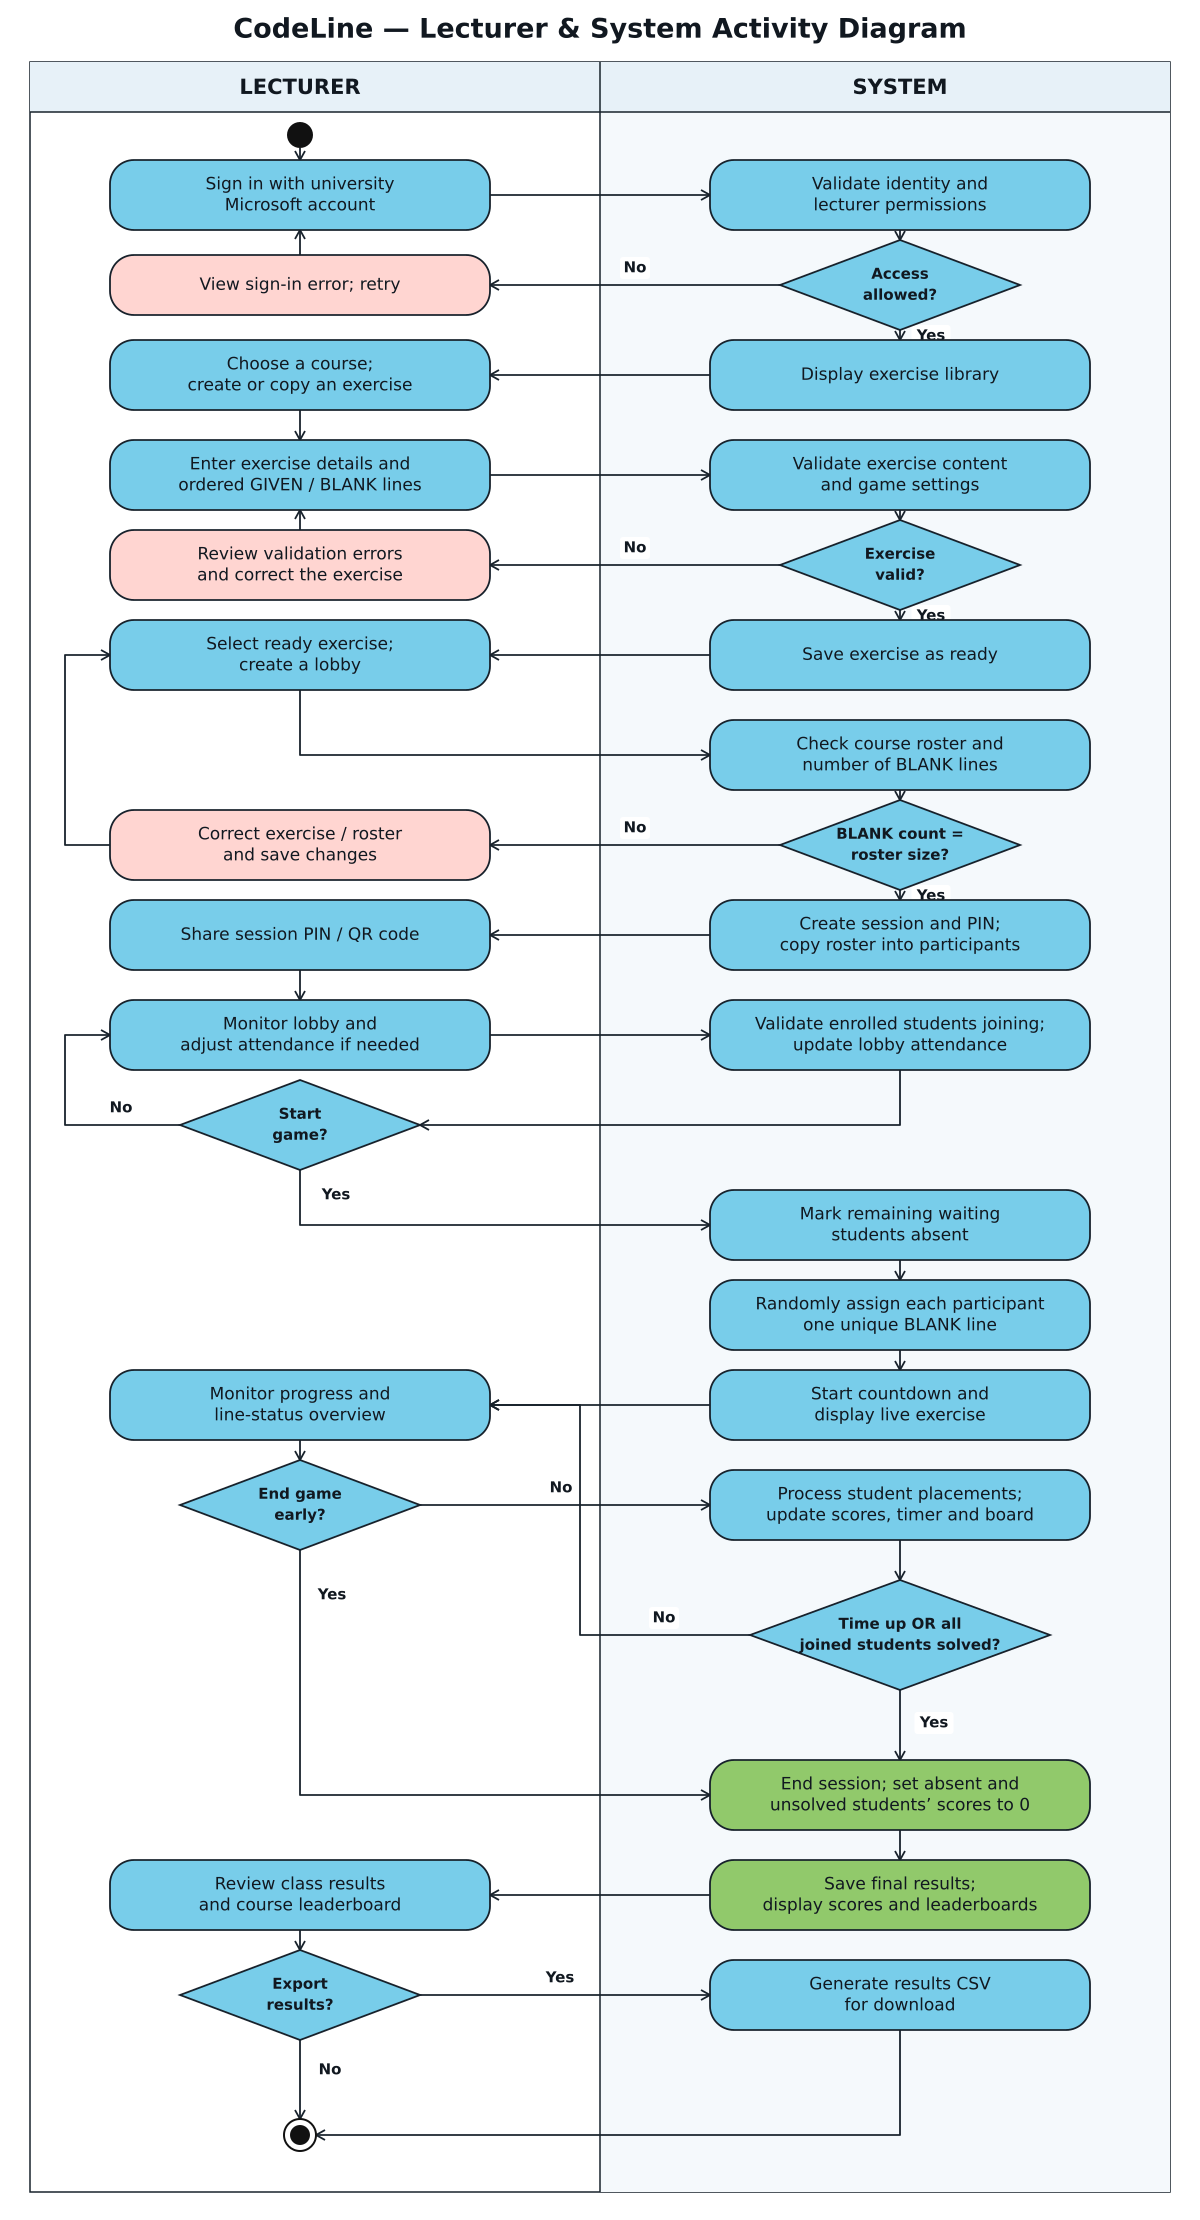 CodeLine — Lecturer & System Activity Diagram
LECTURER
SYSTEM
Sign in with university
Microsoft account
Validate identity and
lecturer permissions
View sign-in error; retry
No
Access
allowed?
Yes
Choose a course;
create or copy an exercise
Display exercise library
Enter exercise details and
ordered GIVEN / BLANK lines
Validate exercise content
and game settings
Review validation errors
and correct the exercise
No
Exercise
valid?
Yes
Select ready exercise;
create a lobby
Save exercise as ready
Check course roster and
number of BLANK lines
Correct exercise / roster
and save changes
No
BLANK count =
roster size?
Yes
Share session PIN / QR code
Create session and PIN;
copy roster into participants
Monitor lobby and
adjust attendance if needed
Validate enrolled students joining;
update lobby attendance
No
Start
game?
Yes
Mark remaining waiting
students absent
Randomly assign each participant
one unique BLANK line
Monitor progress and
line-status overview
Start countdown and
display live exercise
End game
early?
No
Process student placements;
update scores, timer and board
Yes
No
Time up OR all
joined students solved?
Yes
End session; set absent and
unsolved students’ scores to 0
Review class results
and course leaderboard
Save final results;
display scores and leaderboards
Export
results?
Yes
Generate results CSV
for download
No